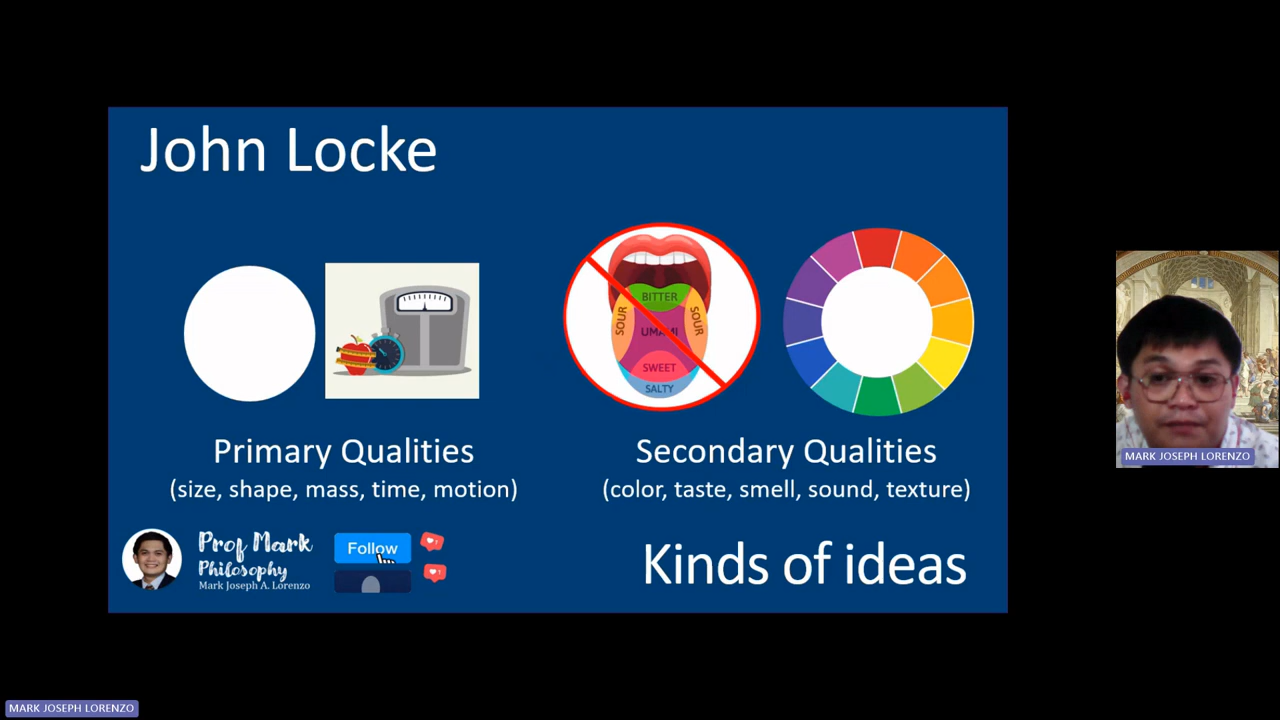 John Locke
BITTER
SOUR
SOUR
UMAMI
SWEET
SALTY
Primary Qualities
(size, shape, mass, time, motion)
Secondary Qualities
(color, taste, smell, sound, texture)
Prof Mark
Philosophy
Mark Joseph A. Lorenzo
Follow
Kinds of ideas
MARK JOSEPH LORENZO
MARK JOSEPH LORENZO